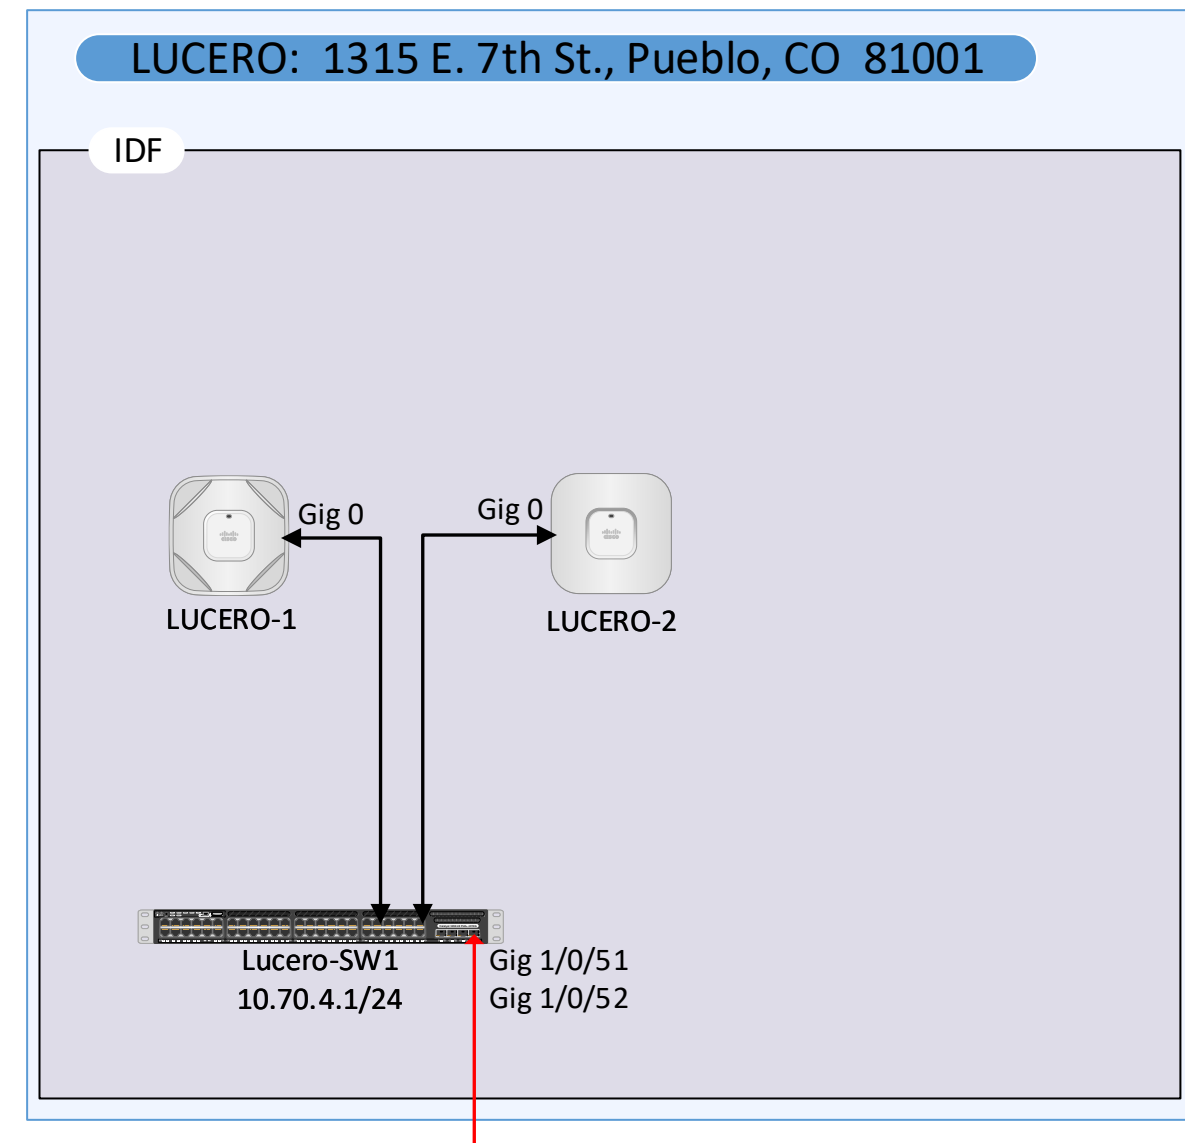 LUCERO:  1315 E. 7th St., Pueblo, CO  81001
IDF
Gig 0
Gig 0
LUCERO-1
LUCERO-2
Lucero-SW1
10.70.4.1/24
Gig 1/0/51
Gig 1/0/52